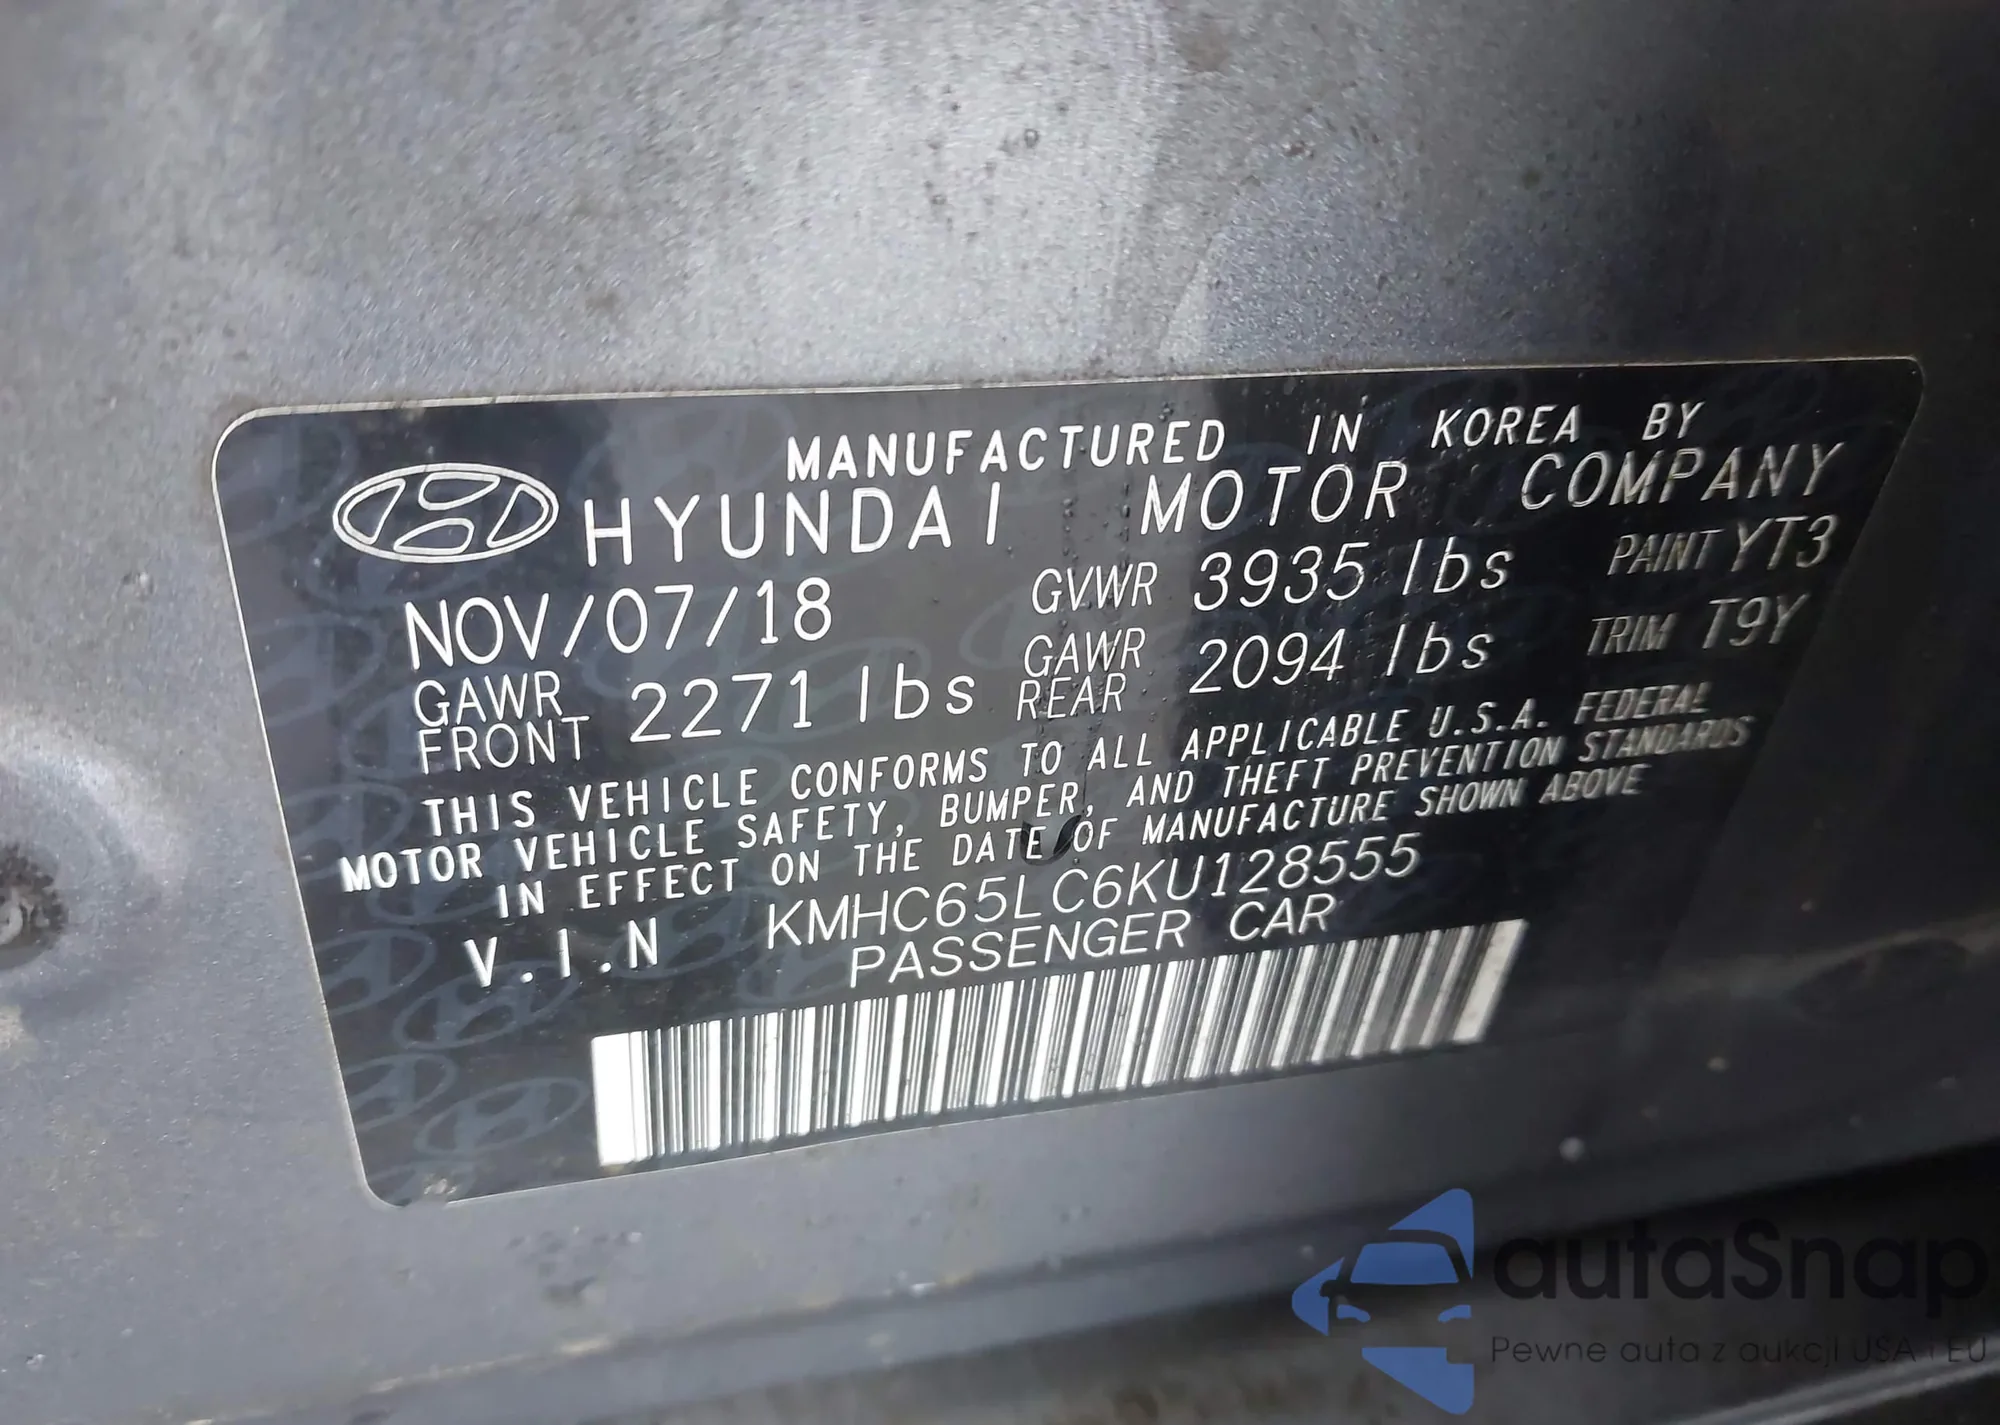 MANUFACTURED IN KOREA BY
HYUNDAI MOTOR COMPANY
NOV/07/18 GVWR 3935 lbs PAINT YT3
GAWR FRONT 2271 lbs GAWR REAR 2094 lbs TRIM T9Y
THIS VEHICLE CONFORMS TO ALL APPLICABLE U.S.A. FEDERAL
MOTOR VEHICLE SAFETY, BUMPER, AND THEFT PREVENTION STANDARDS
IN EFFECT ON THE DATE OF MANUFACTURE SHOWN ABOVE
V.I.N KMHC65LC6KU128555
PASSENGER CAR
autaSnap
Pewne auta z aukcji USA i EU